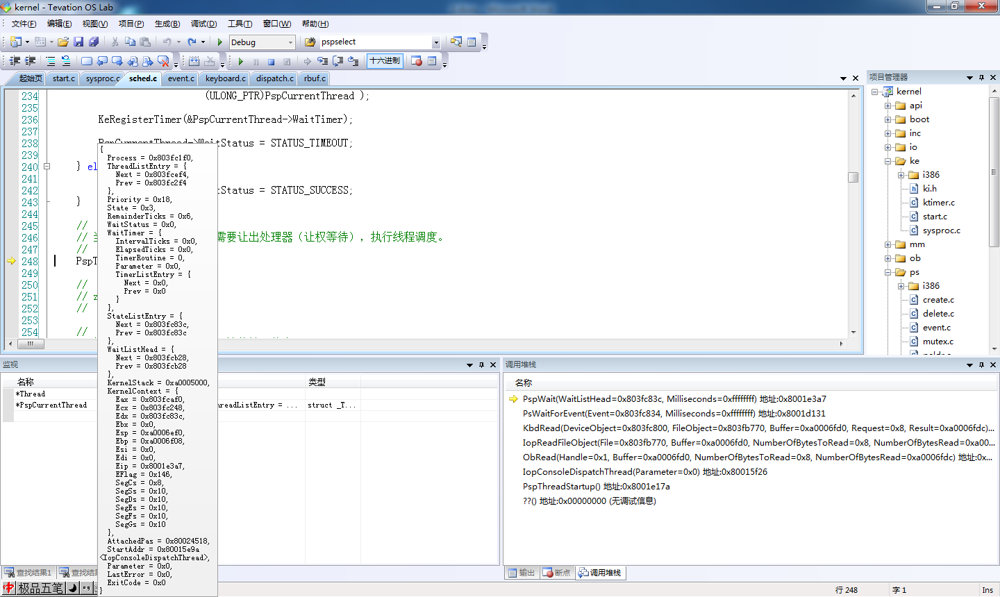 kernel - Tevation OS Lab
文件(F) 编辑(E) 视图(V) 项目(P) 生成(B) 调试(D) 工具(T) 窗口(W) 帮助(H)
Debug pspselect
十六进制
起始页 start.c sysproc.c sched.c event.c keyboard.c dispatch.c rbuf.c
234 (ULONG_PTR)PspCurrentThread );
235
236 KeRegisterTimer(&PspCurrentThread->WaitTimer);
237
238 PspCurrentThread->WaitStatus = STATUS_TIMEOUT;
239
240 } el
241
242 tStatus = STATUS_SUCCESS;
243 }
244
245 //
246 // 需要让出处理器（让权等待），执行线程调度。
247 //
248 PspT
249
250 //
251 // z
252 //
253
254 //
{
Process = 0x803fc1f0,
ThreadListEntry = {
Next = 0x803fcef4,
Prev = 0x803fc2f4
},
Priority = 0x18,
State = 0x3,
RemainderTicks = 0x6,
WaitStatus = 0x0,
WaitTimer = {
IntervalTicks = 0x0,
ElapsedTicks = 0x0,
TimerRoutine = 0,
Parameter = 0x0,
TimerListEntry = {
Next = 0x0,
Prev = 0x0
}
},
StateListEntry = {
Next = 0x803fc83c,
Prev = 0x803fc83c
},
WaitListHead = {
Next = 0x803fcb28,
Prev = 0x803fcb28
},
KernelStack = 0xa0005000,
KernelContext = {
Eax = 0x803fcaf0,
Ecx = 0x803fc248,
Edx = 0x803fc83c,
Ebx = 0x0,
Esp = 0xa0006ef0,
Ebp = 0xa0006f08,
Esi = 0x0,
Edi = 0x0,
Eip = 0x8001e3a7,
EFlag = 0x146,
SegCs = 0x8,
SegSs = 0x10,
SegDs = 0x10,
SegEs = 0x10,
SegFs = 0x10,
SegGs = 0x10
},
AttachedPas = 0x80024518,
StartAddr = 0x80015e9a
<IopConsoleDispatchThread>,
Parameter = 0x0,
LastError = 0x0,
ExitCode = 0x0
}
项目管理器
kernel
api
boot
inc
io
ke
i386
ki.h
ktimer.c
start.c
sysproc.c
mm
ob
ps
i386
create.c
delete.c
event.c
mutex.c
监视
名称 类型
*Thread
*PspCurrentThread hreadListEntry = ... struct _T...
查找结果1 查找结果
调用堆栈
名称
PspWait(WaitListHead=0x803fc83c, Milliseconds=0xffffffff) 地址:0x8001e3a7
PsWaitForEvent(Event=0x803fc834, Milliseconds=0xffffffff) 地址:0x8001d131
KbdRead(DeviceObject=0x803fc800, FileObject=0x803fb770, Buffer=0xa0006fd0, Request=0x8, Result=0xa0006fdc)...
IopReadFileObject(File=0x803fb770, Buffer=0xa0006fd0, NumberOfBytesToRead=0x8, NumberOfBytesRead=0xa00...
ObRead(Handle=0x1, Buffer=0xa0006fd0, NumberOfBytesToRead=0x8, NumberOfBytesRead=0xa0006fdc) 地址:0x...
IopConsoleDispatchThread(Parameter=0x0) 地址:0x80015f26
PspThreadStartup() 地址:0x8001e17a
??() 地址:0x00000000 (无调试信息)
输出 断点 调用堆栈
中 极品五笔
行 248 字 1 Ins